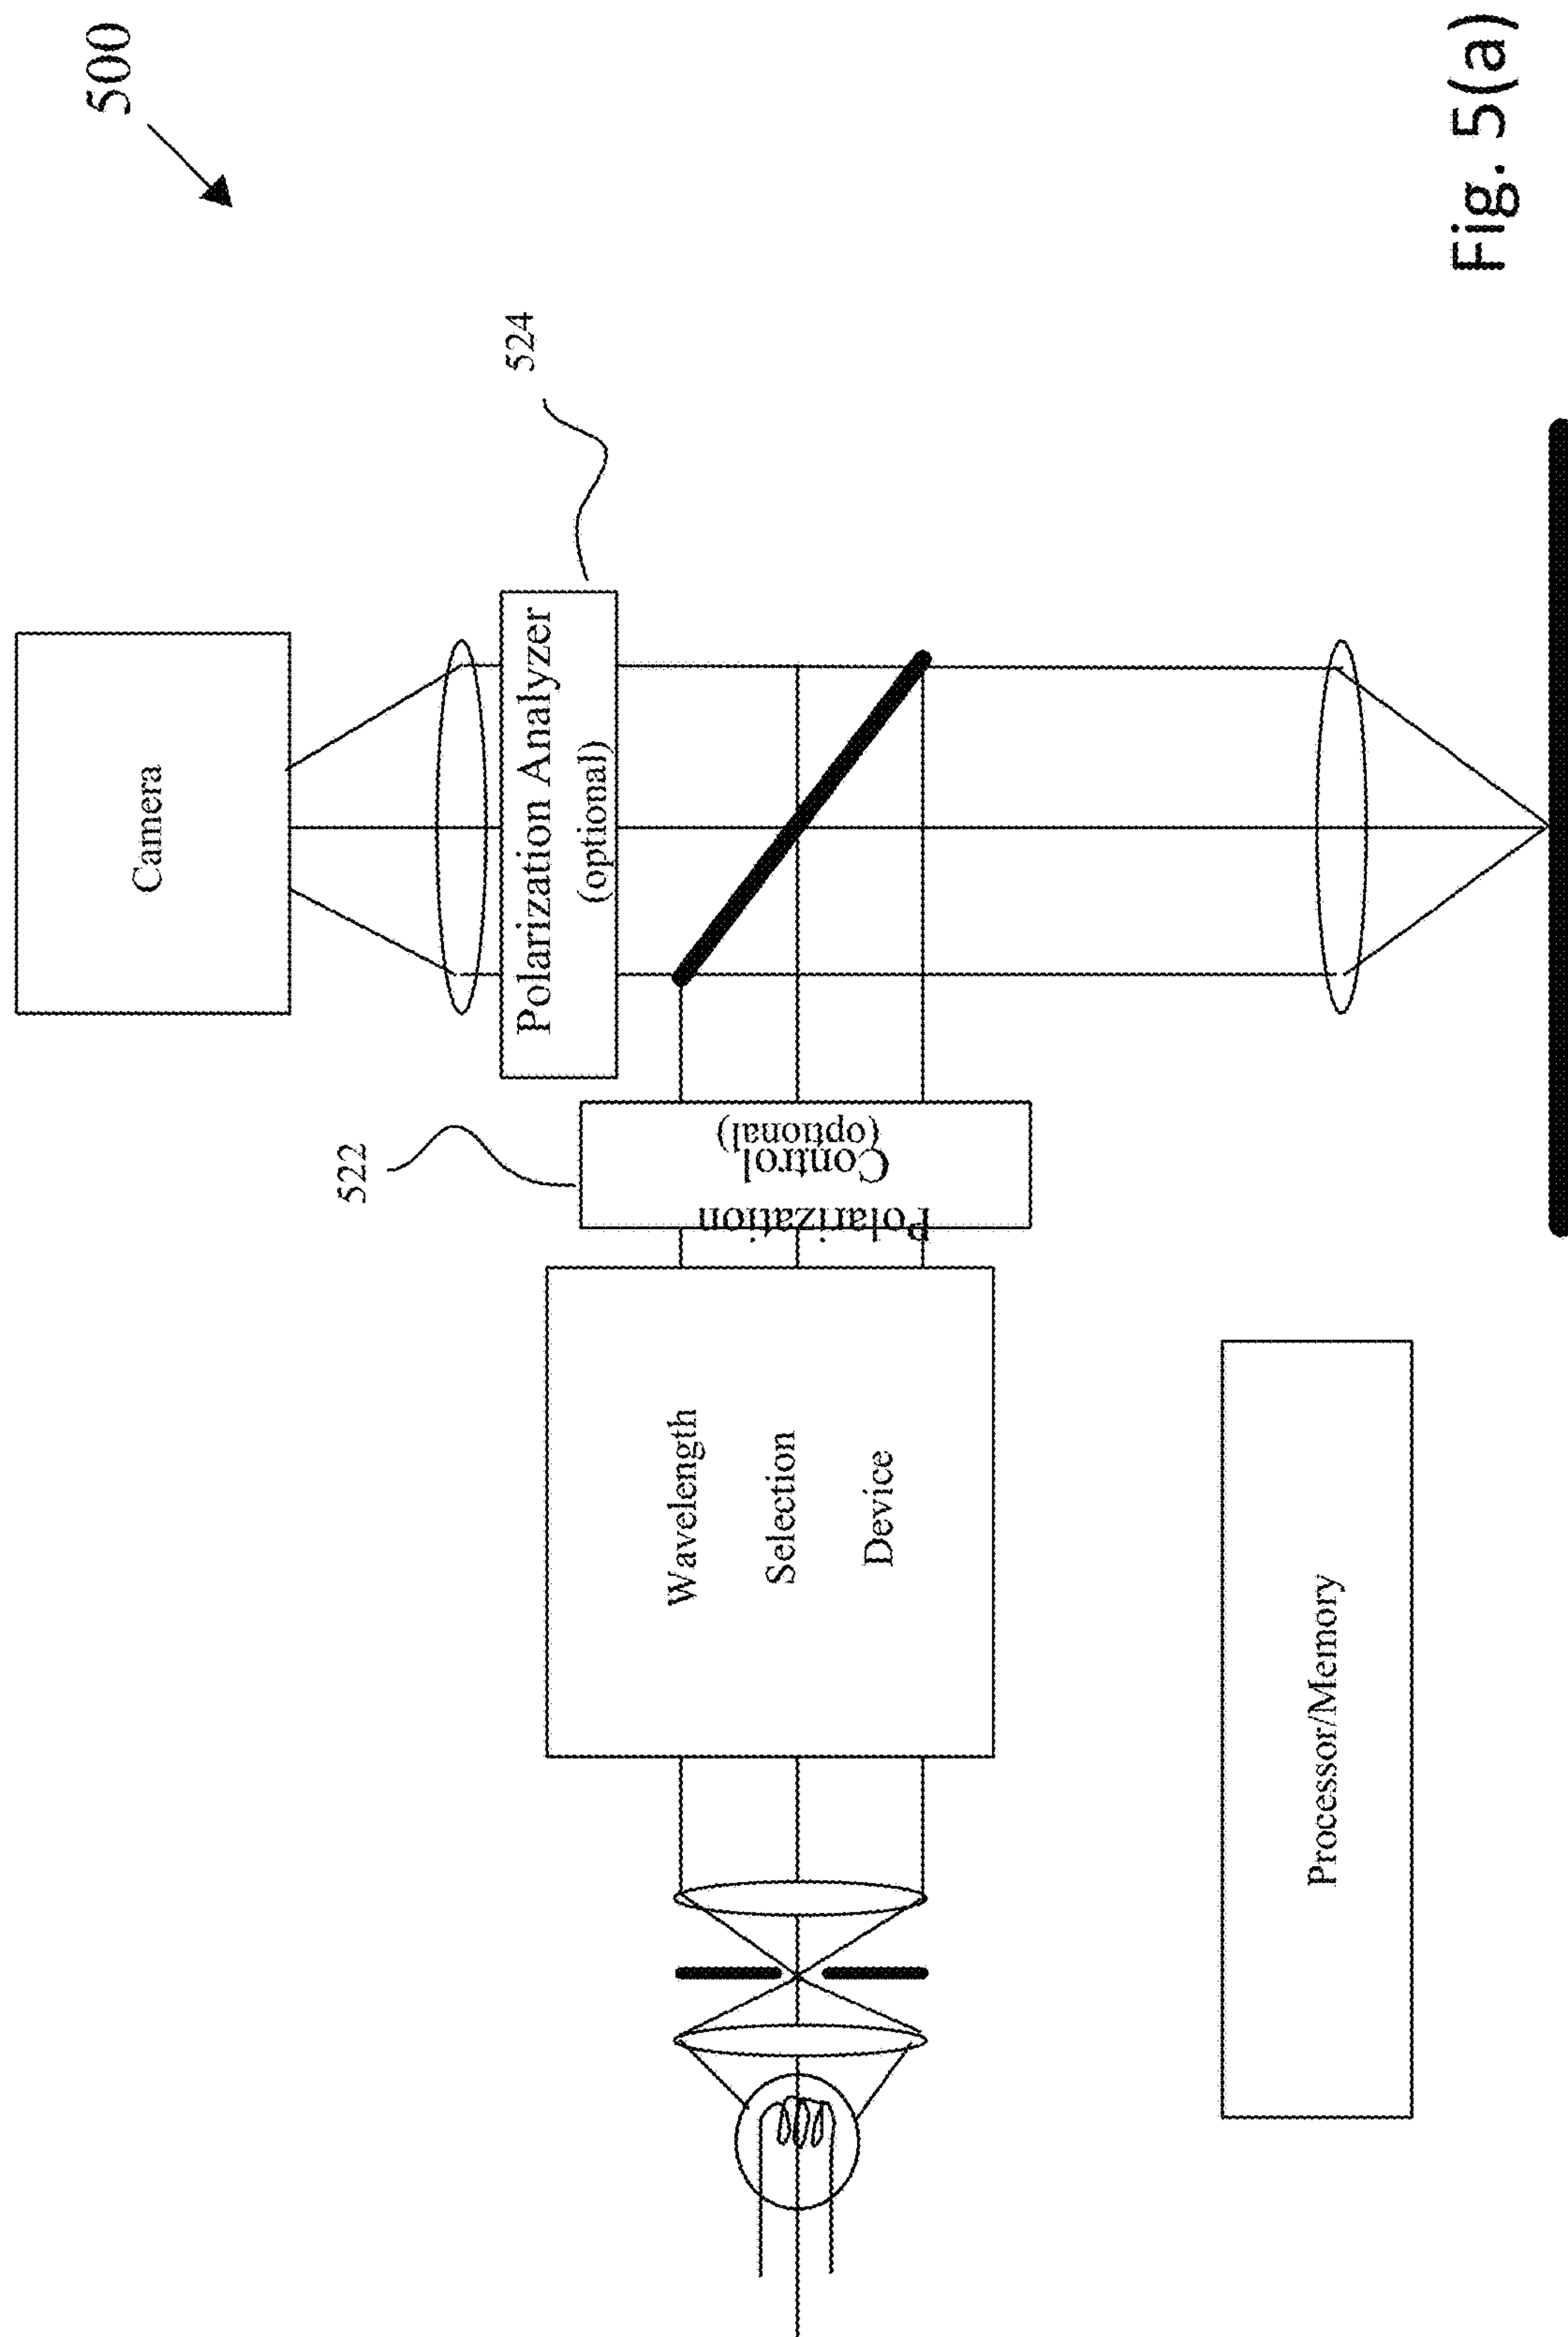 500
Camera
524
Polarization Analyzer
(optional)
522
Polarization
Control
(optional)
Wavelength
Selection
Device
Processor/Memory
Fig. 5(a)